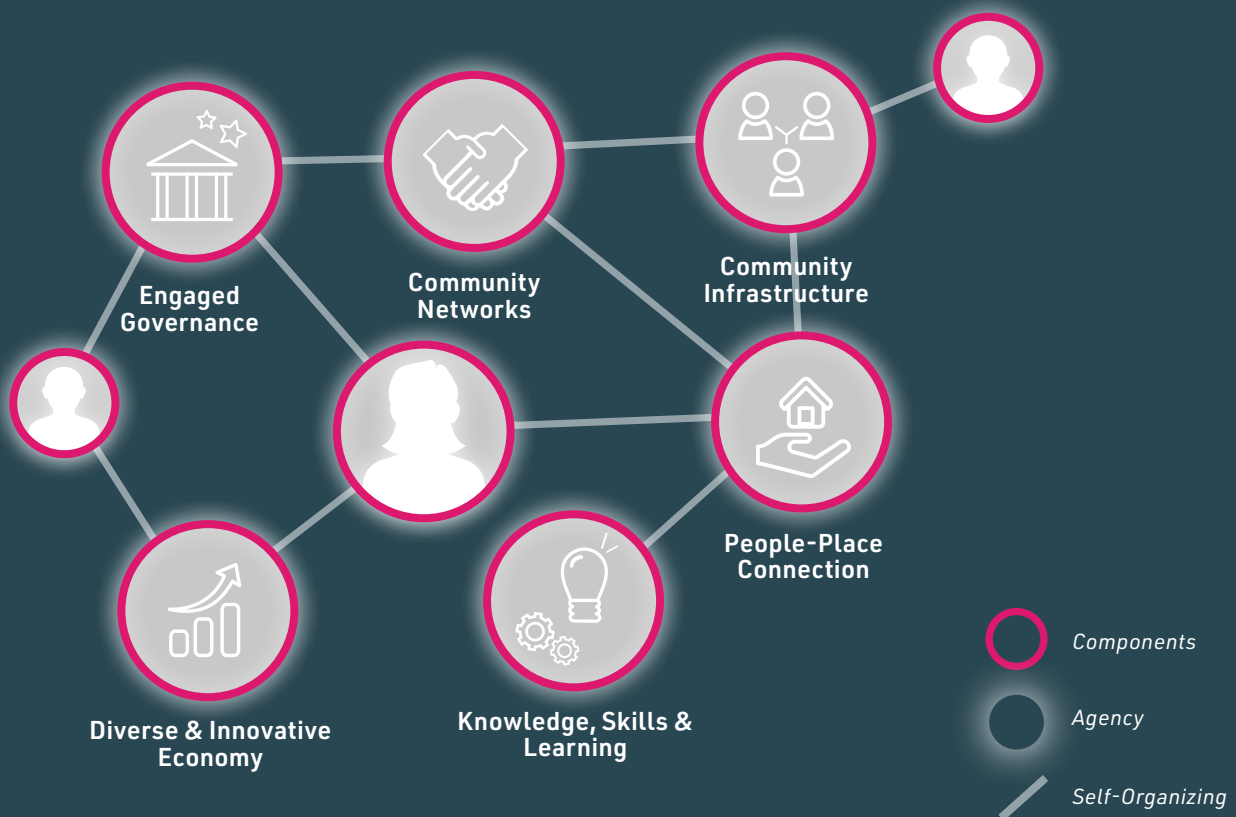 Engaged
Governance
Community
Networks
Community
Infrastructure
People-Place
Connection
Diverse & Innovative
Economy
Knowledge, Skills &
Learning
Components
Agency
Self-Organizing